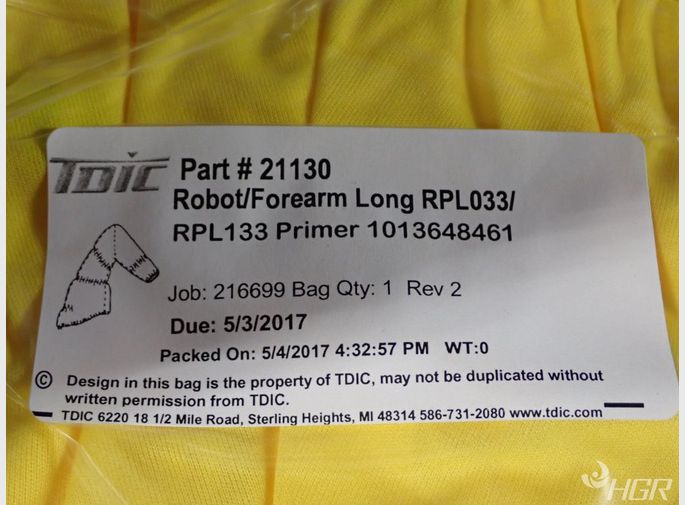 TDIC
Part # 21130
Robot/Forearm Long RPL033/
RPL133 Primer 1013648461
Job: 216699 Bag Qty: 1 Rev 2
Due: 5/3/2017
Packed On: 5/4/2017 4:32:57 PM WT:0
© Design in this bag is the property of TDIC, may not be duplicated without
written permission from TDIC.
TDIC 6220 18 1/2 Mile Road, Sterling Heights, MI 48314 586-731-2080 www.tdic.com
HGR